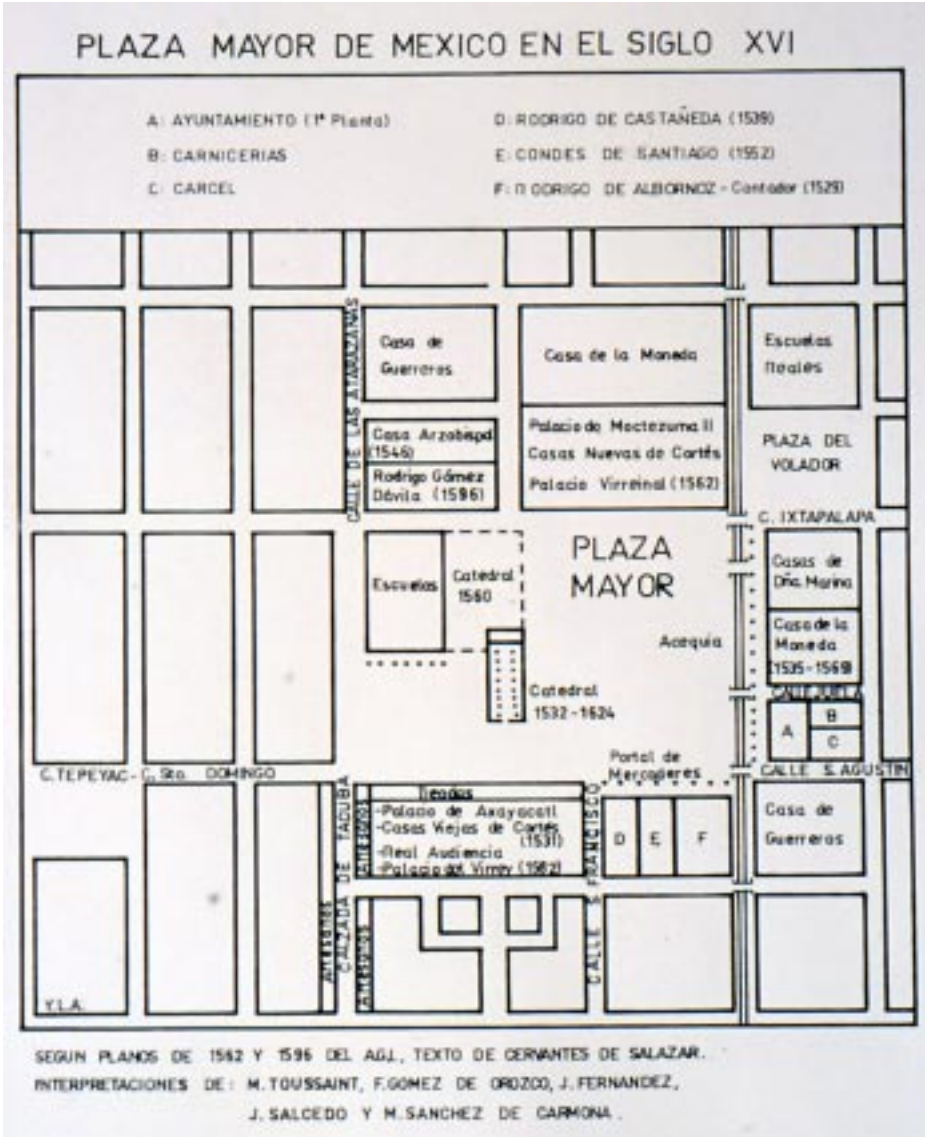 PLAZA MAYOR DE MEXICO EN EL SIGLO XVI
A: AYUNTAMIENTO (1ª Planta)
B: CARNICERIAS
C: CARCEL
D: RODRIGO DE CASTAÑEDA (1539)
E: CONDES DE SANTIAGO (1552)
F: RODRIGO DE ALBORNOZ - Contador (1529)
CALLE DE LAS ATARAZANAS
Casa de
Guerreros
Casa de la Moneda
Escuelas
Reales
Casa Arzobispal
(1546)
Rodrigo Gómez
Dávila (1596)
Palacio de Moctezuma II
Casas Nuevas de Cortés
Palacio Virreinal (1562)
PLAZA DEL
VOLADOR
C. IXTAPALAPA
Escuelas
Catedral
1560
PLAZA
MAYOR
Casas de
Dña. Marina
Acequia
Casa de la
Moneda
(1535-1569)
Catedral
1532-1624
CALLEJUELA
A
B
C
Portal de
Mercaderes
C. TEPEYAC - C. Sto. DOMINGO
CALLE S. AGUSTIN
CALZADA DE TACUBA
Artesanos
Tiendas
-Palacio de Axayacatl
-Casas Viejas de Cortés
(1531)
-Real Audiencia
-Palacio del Virrey (1562)
CALLE S FRANCISCO
D
E
F
Casa de
Guerreros
Artesanos
Artesanos
Y.L.A.
SEGUN PLANOS DE 1562 Y 1596 DEL AGI., TEXTO DE CERVANTES DE SALAZAR.
INTERPRETACIONES DE: M. TOUSSAINT, F. GOMEZ DE OROZCO, J. FERNANDEZ,
J. SALCEDO Y M. SANCHEZ DE CARMONA.